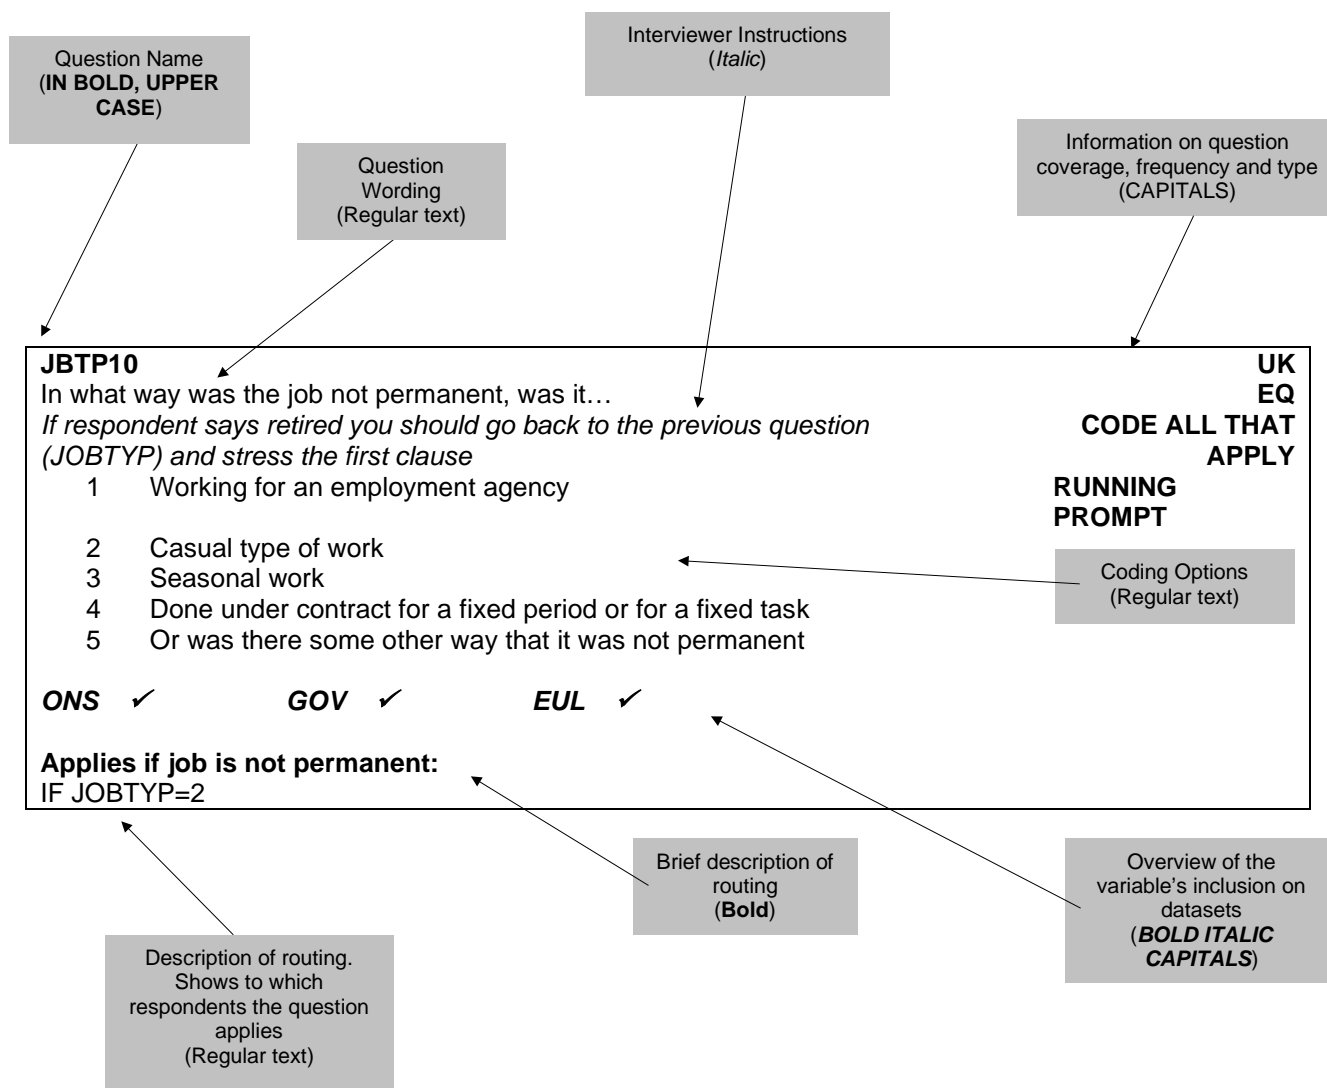 Question Name
(IN BOLD, UPPER
CASE)
Interviewer Instructions
(Italic)
Question
Wording
(Regular text)
Information on question
coverage, frequency and type
(CAPITALS)
JBTP10
UK
In what way was the job not permanent, was it…
EQ
If respondent says retired you should go back to the previous question
CODE ALL THAT
(JOBTYP) and stress the first clause
APPLY
1 Working for an employment agency
RUNNING
PROMPT
2 Casual type of work
3 Seasonal work
4 Done under contract for a fixed period or for a fixed task
5 Or was there some other way that it was not permanent
Coding Options
(Regular text)
ONS ✓ GOV ✓ EUL ✓
Applies if job is not permanent:
IF JOBTYP=2
Brief description of
routing
(Bold)
Overview of the
variable's inclusion on
datasets
(BOLD ITALIC
CAPITALS)
Description of routing.
Shows to which
respondents the question
applies
(Regular text)